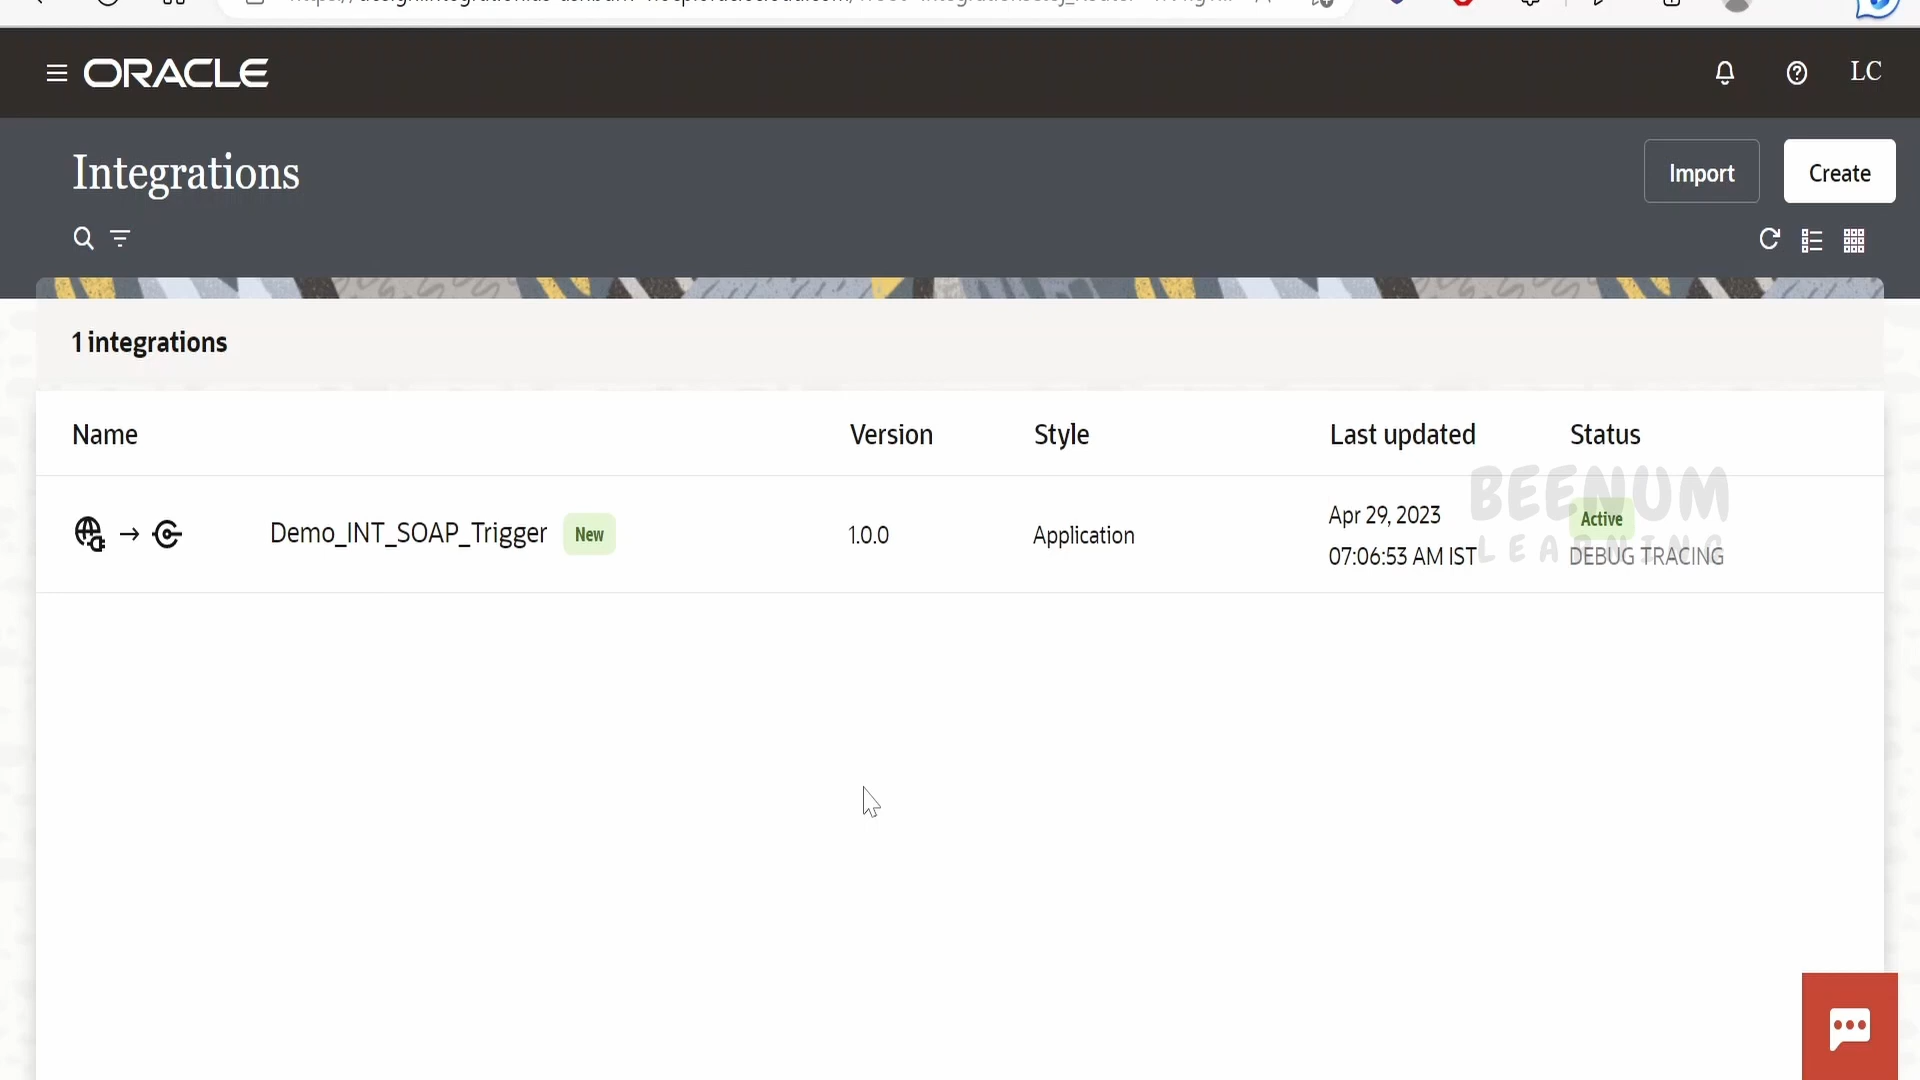 ORACLE
LC
Integrations
Import
Create
1 integrations
Name
Version
Style
Last updated
Status
Demo_INT_SOAP_Trigger
New
1.0.0
Application
Apr 29, 2023
07:06:53 AM IST
Active
DEBUG TRACING
BEENUM
LEARNING